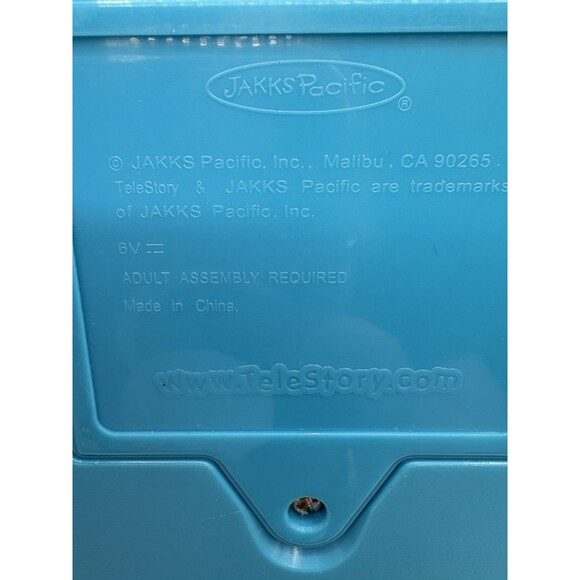 JAKKS Pacific ®
© JAKKS Pacific, Inc., Malibu, CA 90265.
TeleStory & JAKKS Pacific are trademarks
of JAKKS Pacific, Inc.
6V ⎓
ADULT ASSEMBLY REQUIRED
Made in China.
www.TeleStory.com